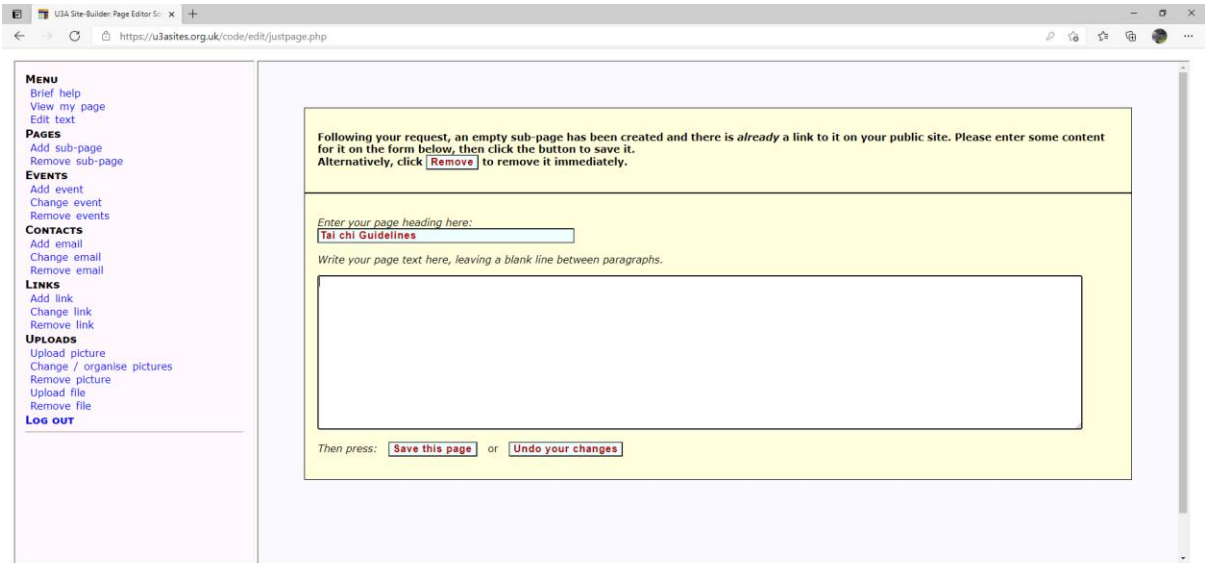 U3A Site-Builder: Page Editor Sc
https://u3asites.org.uk/code/edit/justpage.php
MENU
Brief help
View my page
Edit text
PAGES
Add sub-page
Remove sub-page
EVENTS
Add event
Change event
Remove events
CONTACTS
Add email
Change email
Remove email
LINKS
Add link
Change link
Remove link
UPLOADS
Upload picture
Change / organise pictures
Remove picture
Upload file
Remove file
LOG OUT
Following your request, an empty sub-page has been created and there is already a link to it on your public site. Please enter some content
for it on the form below, then click the button to save it.
Alternatively, click Remove to remove it immediately.
Enter your page heading here:
Tai chi Guidelines
Write your page text here, leaving a blank line between paragraphs.
Then press: Save this page or Undo your changes